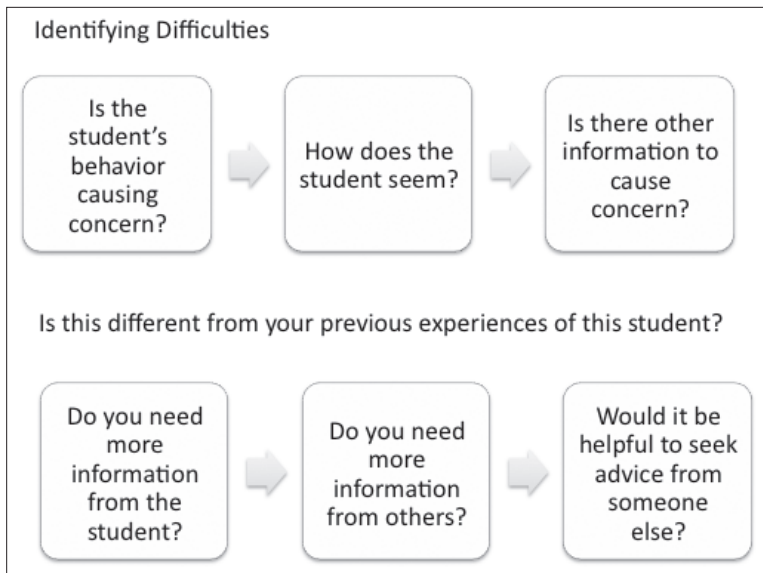 Identifying Difficulties
Is the
student's
behavior
causing
concern?
How does the
student seem?
Is there other
information to
cause
concern?
Is this different from your previous experiences of this student?
Do you need
more
information
from the
student?
Do you need
more
information
from others?
Would it be
helpful to seek
advice from
someone
else?